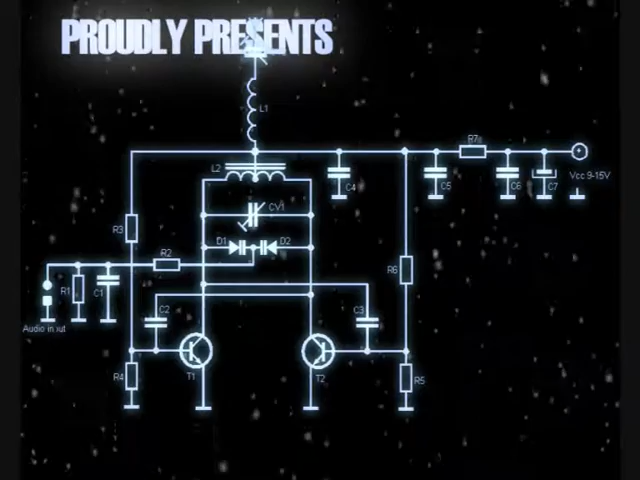 PROUDLY PRESENTS
L1
R7
L2
C4
C5
C6
C7
Vcc 9-15V
CV1
R3
D1
D2
R2
R6
R1
C1
C2
C3
Audio in
T1
T2
R4
R5